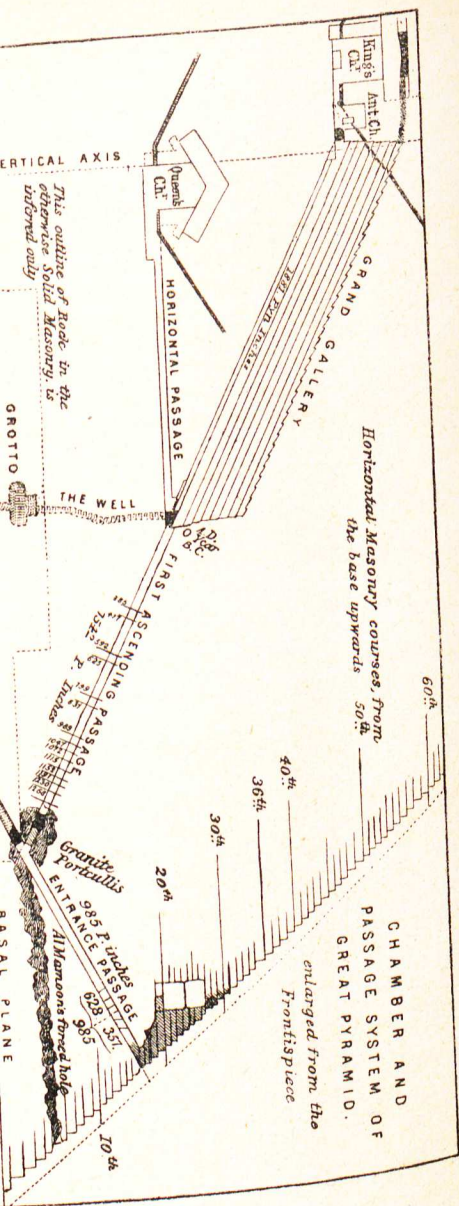 CHAMBER AND
PASSAGE SYSTEM OF
GREAT PYRAMID.
enlarged from the
Frontispiece
King's
Chr
Ant. Ch.
GRAND GALLERY
1881 Pyr Inches
Horizontal Masonry courses, from
the base upwards
60th
50th
40th
36th
30th
20th
10th
ERTICAL AXIS
Queen's
Chr
HORIZONTAL PASSAGE
This outline of Rock in the
otherwise Solid Masonry, is
inferred only
GROTTO
THE WELL
O
B.C.
FIRST ASCENDING PASSAGE
Inches
Granite
Portcullis
ENTRANCE PASSAGE
985 P. inches
628
357
985
Al Mamoon's forced hole
BASAL PLANE